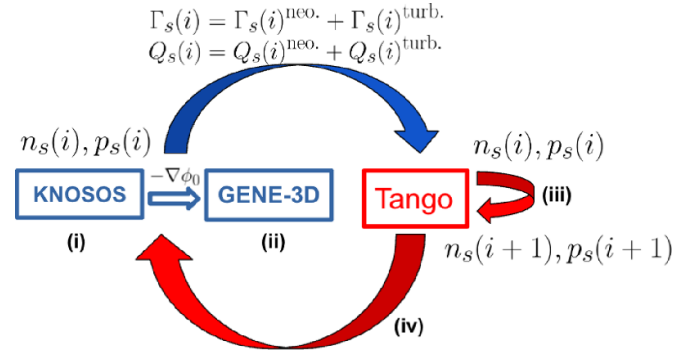 Γₛ(i) = Γₛ(i)ⁿᵉᵒ· + Γₛ(i)ᵗᵘʳᵇ·
Qₛ(i) = Qₛ(i)ⁿᵉᵒ· + Qₛ(i)ᵗᵘʳᵇ·
nₛ(i), pₛ(i)
nₛ(i), pₛ(i)
−∇ϕ₀
KNOSOS
GENE-3D
Tango
(iii)
(i)
(ii)
nₛ(i + 1), pₛ(i + 1)
(iv)